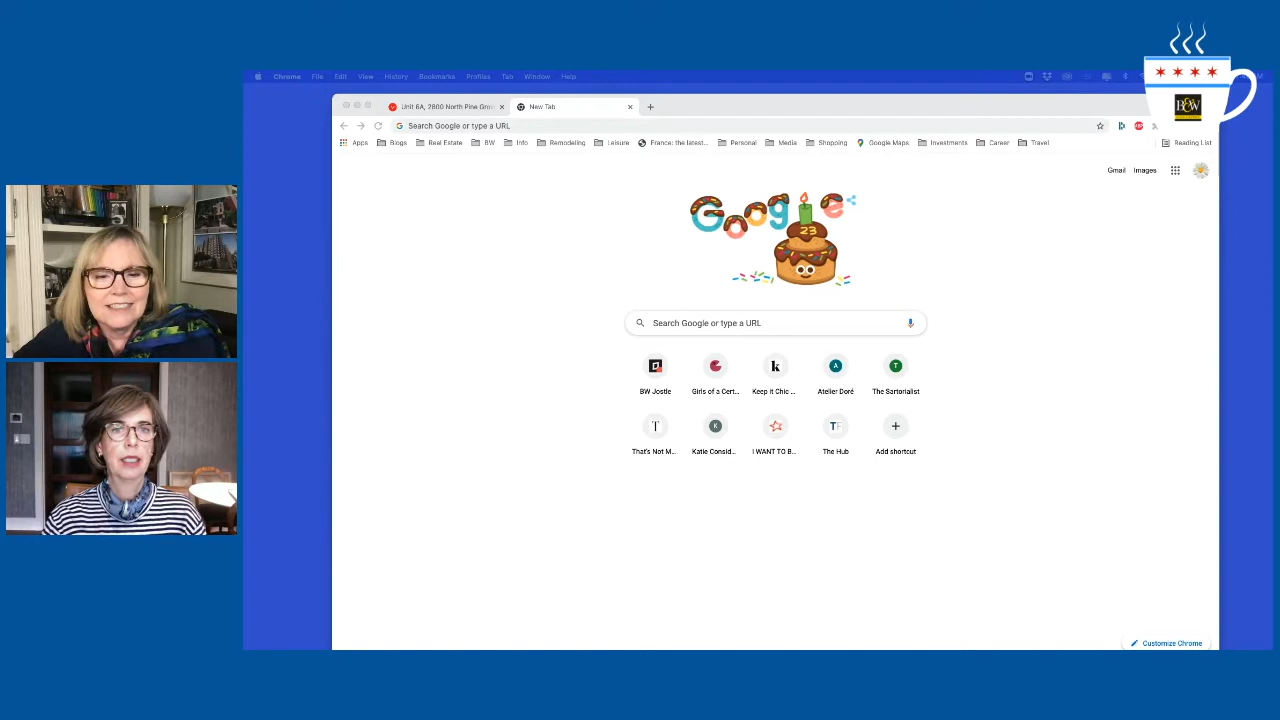 Chrome File Edit View History Bookmarks Profiles Tab Window Help
Unit 6A, 2800 North Pine Gro
New Tab
Search Google or type a URL
Apps Blogs Real Estate BW Info Remodeling Leisure France: the latest... Personal Media Shopping Google Maps Investments Career Travel Reading List
B&W
Gmail Images
Google
23
Search Google or type a URL
BW Jostle Girls of a Cert... Keep it Chic ... Atelier Doré The Sartorialist
That's Not M... Katie Consid... I WANT TO B... The Hub Add shortcut
Customize Chrome